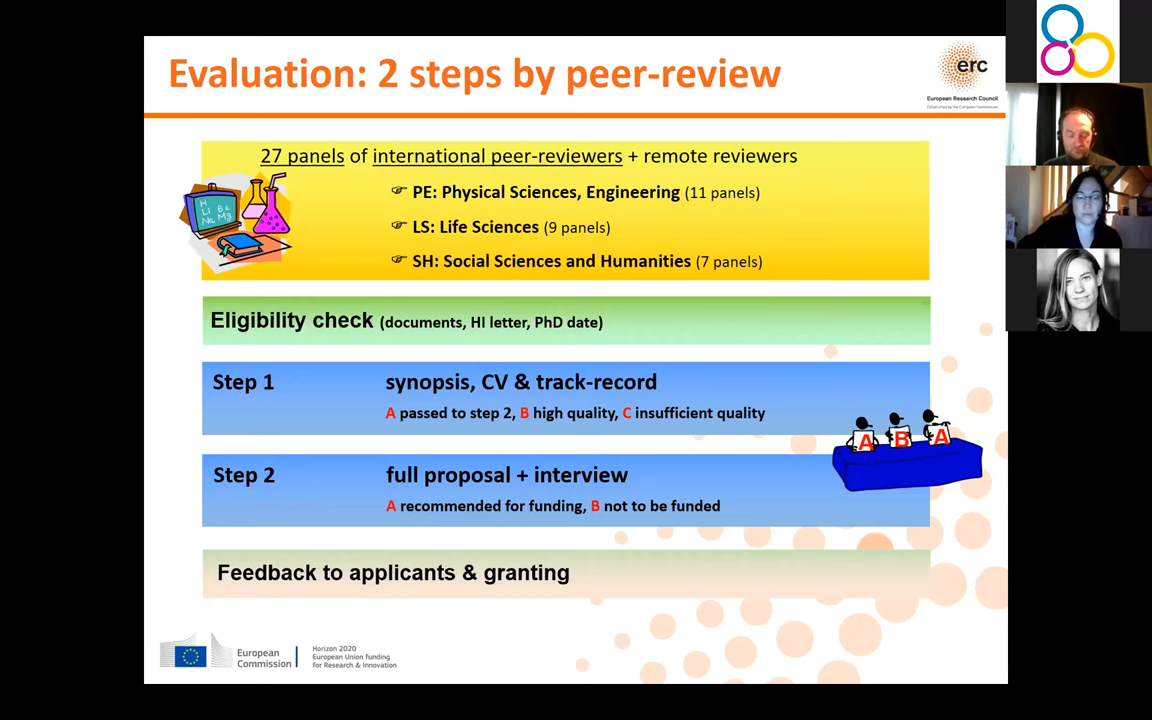 Evaluation: 2 steps by peer-review
erc
European Research Council
Established by the European Commission
27 panels of international peer-reviewers + remote reviewers
PE: Physical Sciences, Engineering (11 panels)
LS: Life Sciences (9 panels)
SH: Social Sciences and Humanities (7 panels)
H
Li Be
Na Mg
Eligibility check (documents, HI letter, PhD date)
Step 1 synopsis, CV & track-record
A passed to step 2, B high quality, C insufficient quality
A B A
Step 2 full proposal + interview
A recommended for funding, B not to be funded
Feedback to applicants & granting
European
Commission
Horizon 2020
European Union funding
for Research & Innovation